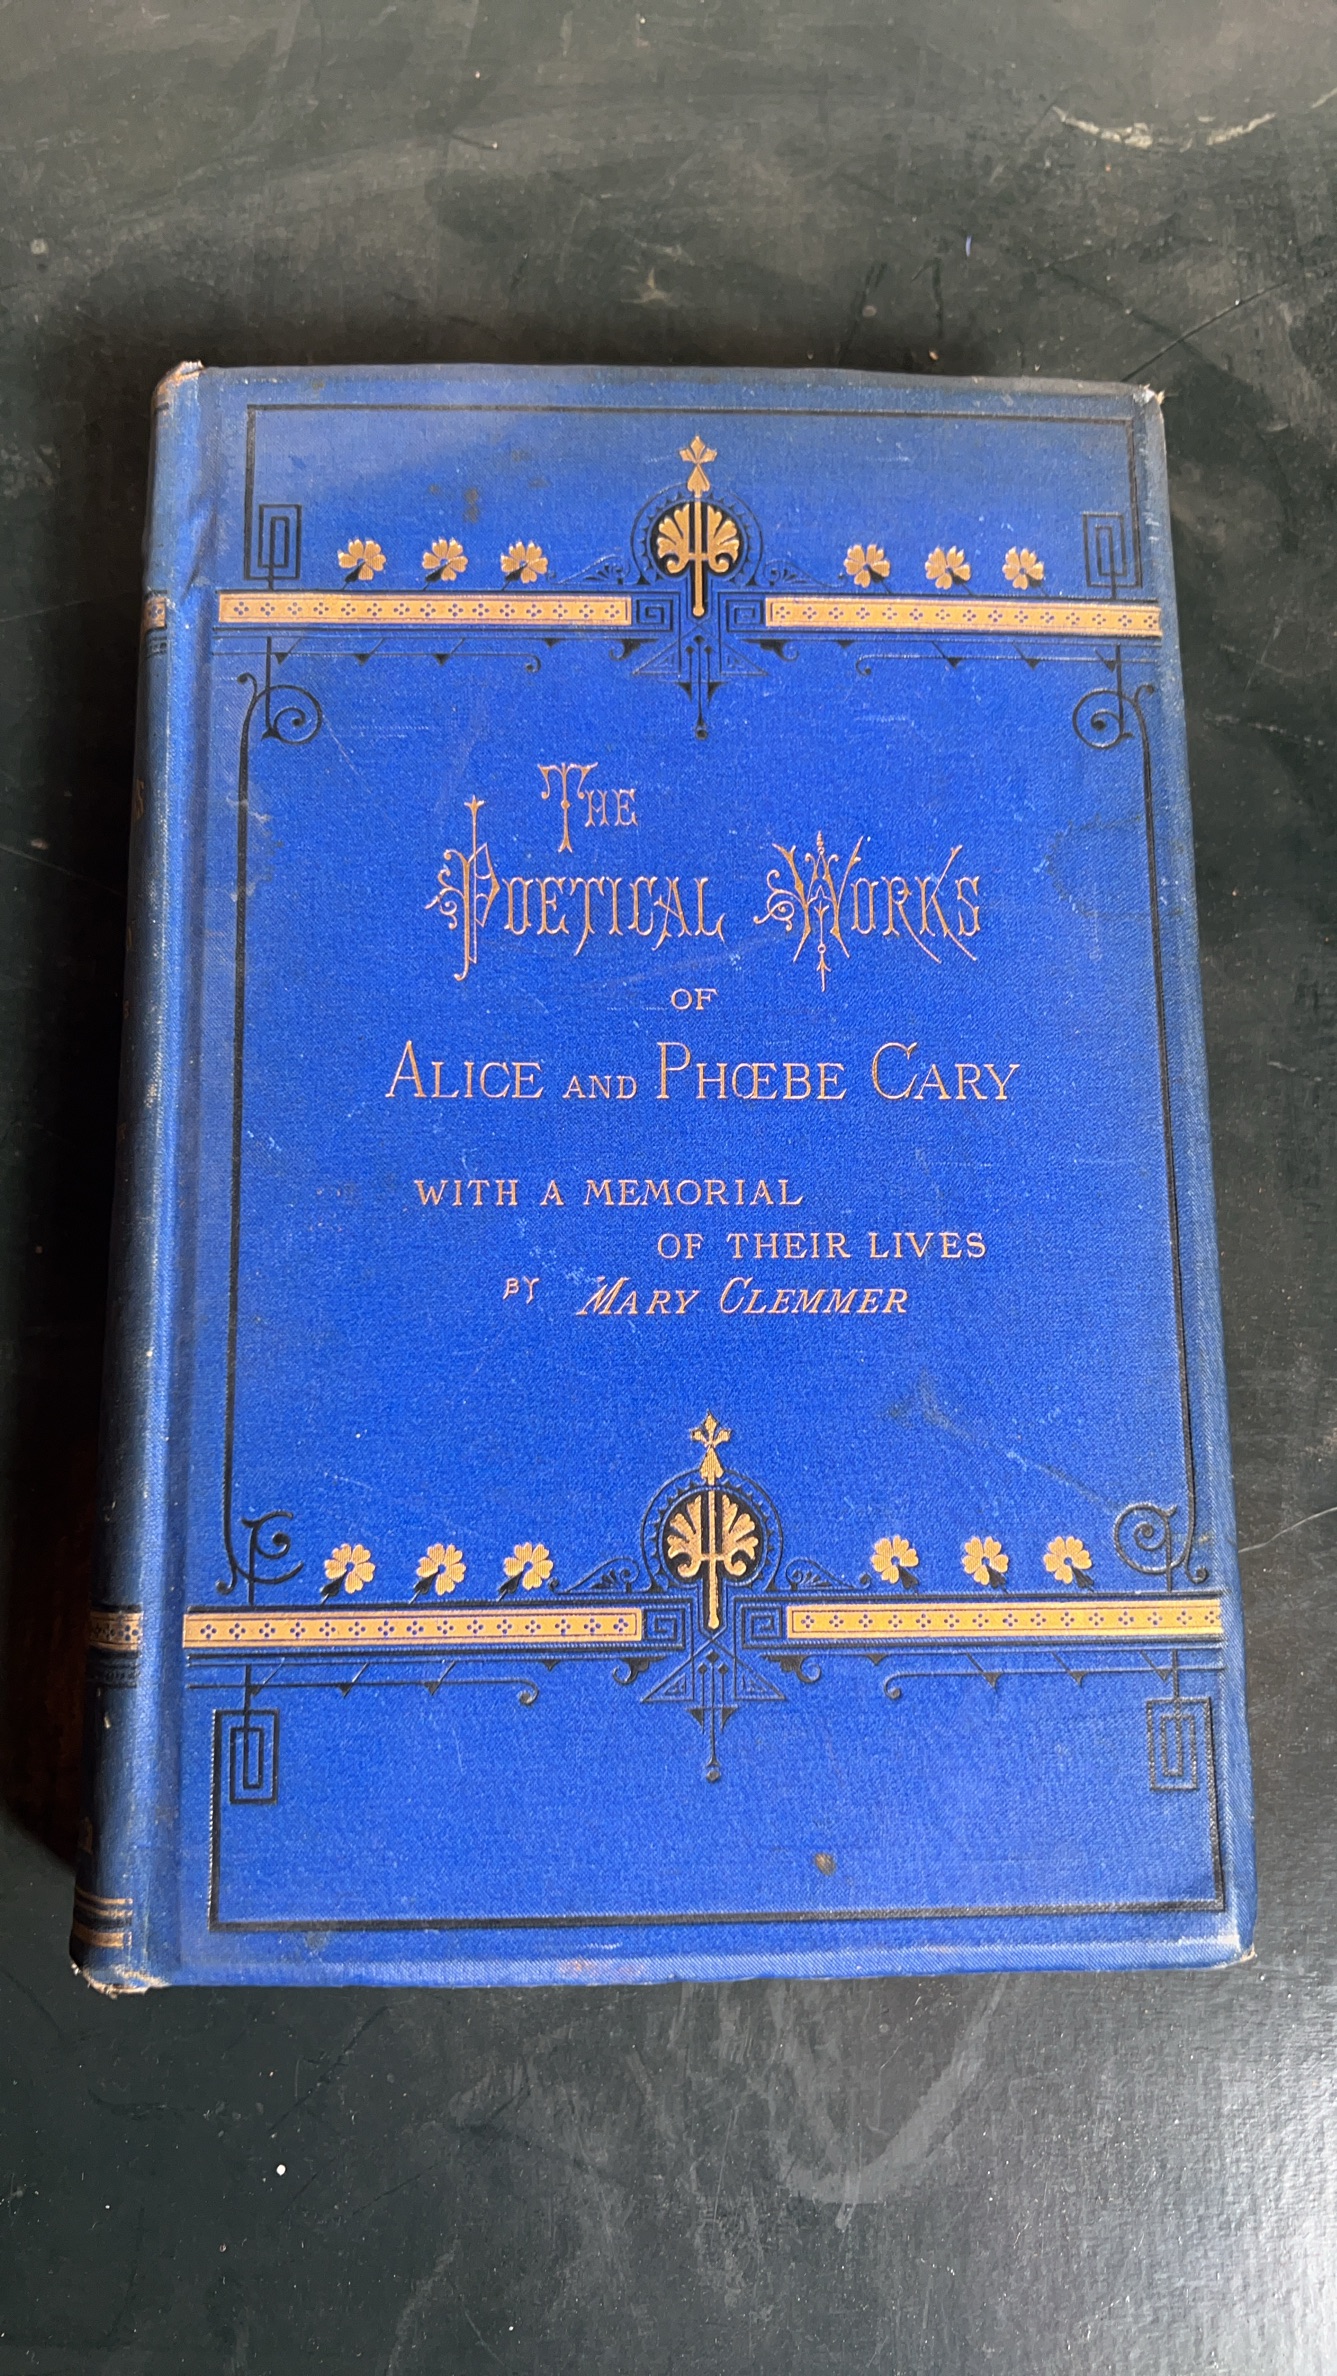 THE
POETICAL WORKS
OF
ALICE AND PHŒBE CARY
WITH A MEMORIAL
OF THEIR LIVES
BY MARY CLEMMER